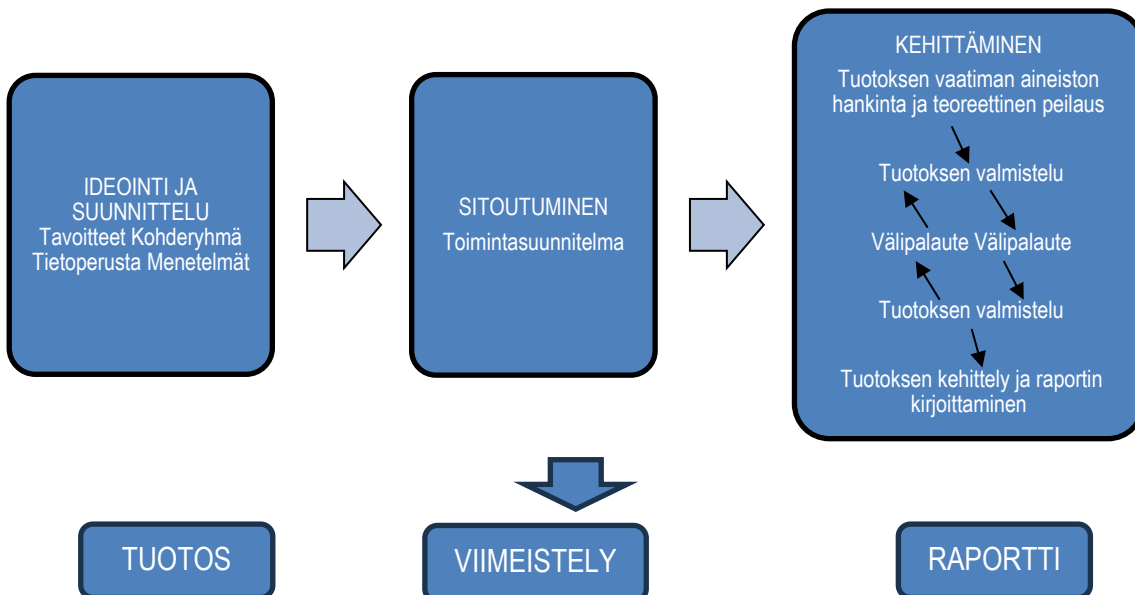 IDEOINTI JA
SUUNNITTELU
Tavoitteet Kohderyhmä
Tietoperusta Menetelmät
SITOUTUMINEN
Toimintasuunnitelma
KEHITTÄMINEN
Tuotoksen vaatiman aineiston
hankinta ja teoreettinen peilaus
Tuotoksen valmistelu
Välipalaute Välipalaute
Tuotoksen valmistelu
Tuotoksen kehittely ja raportin
kirjoittaminen
TUOTOS
VIIMEISTELY
RAPORTTI